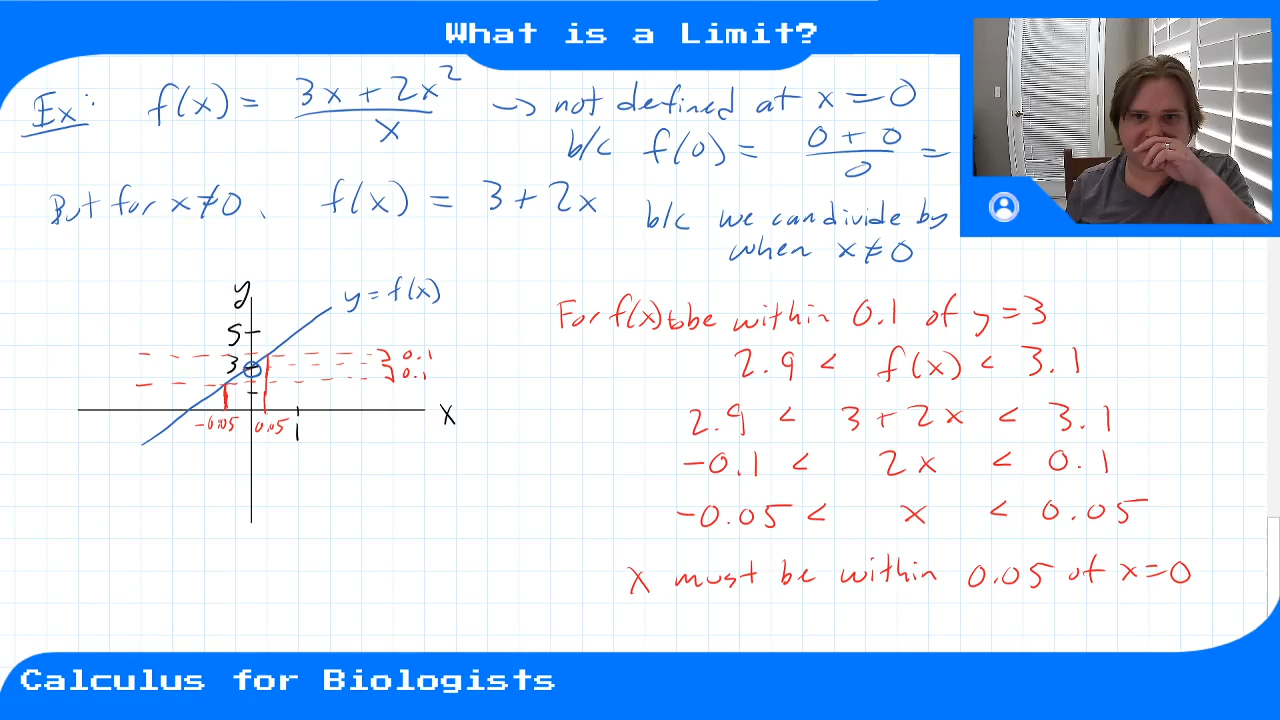 What is a Limit?
Ex: f(x) = (3x + 2x²)/x → not defined at x = 0
b/c f(0) = (0 + 0)/0 =
But for x ≠ 0, f(x) = 3 + 2x b/c we can divide by
when x ≠ 0
y
y = f(x)
5
3
0.1
0.1
-0.05 0.05 1
x
For f(x) to be within 0.1 of y = 3
2.9 < f(x) < 3.1
2.9 < 3 + 2x < 3.1
-0.1 < 2x < 0.1
-0.05 < x < 0.05
x must be within 0.05 of x = 0
Calculus for Biologists